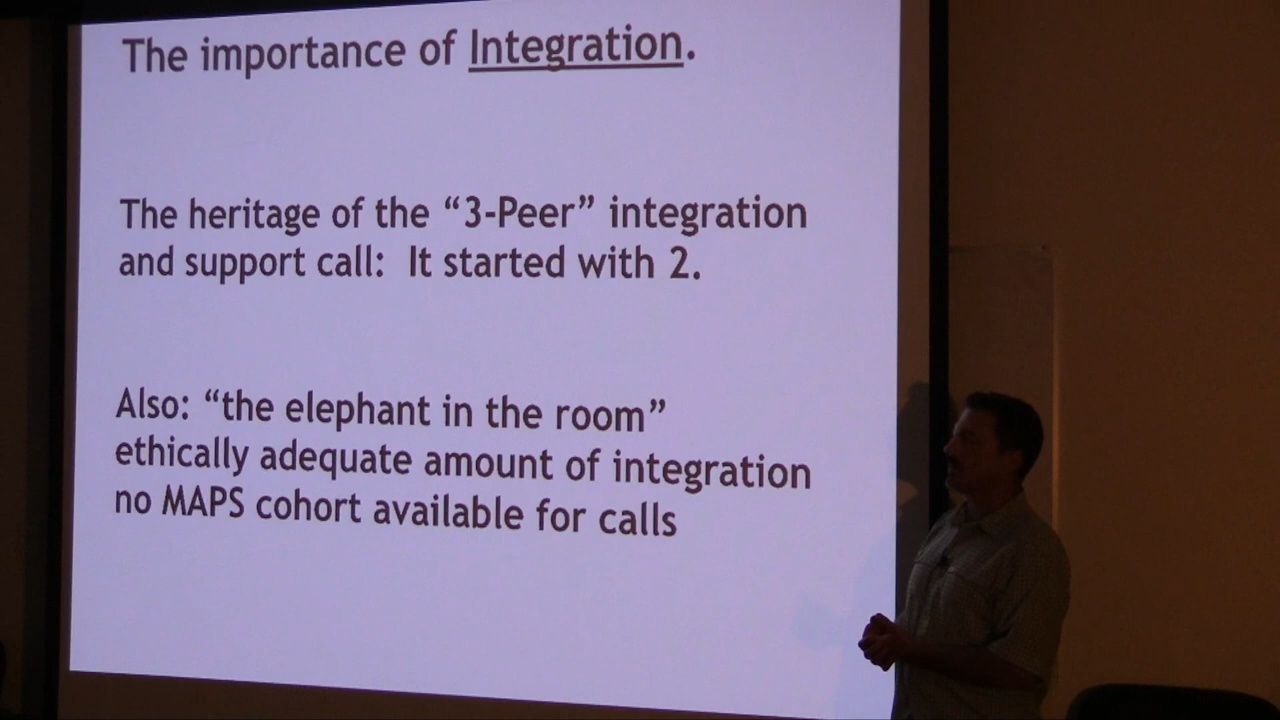 The importance of Integration.
The heritage of the “3-Peer” integration
and support call:  It started with 2.
Also: “the elephant in the room”
ethically adequate amount of integration
no MAPS cohort available for calls